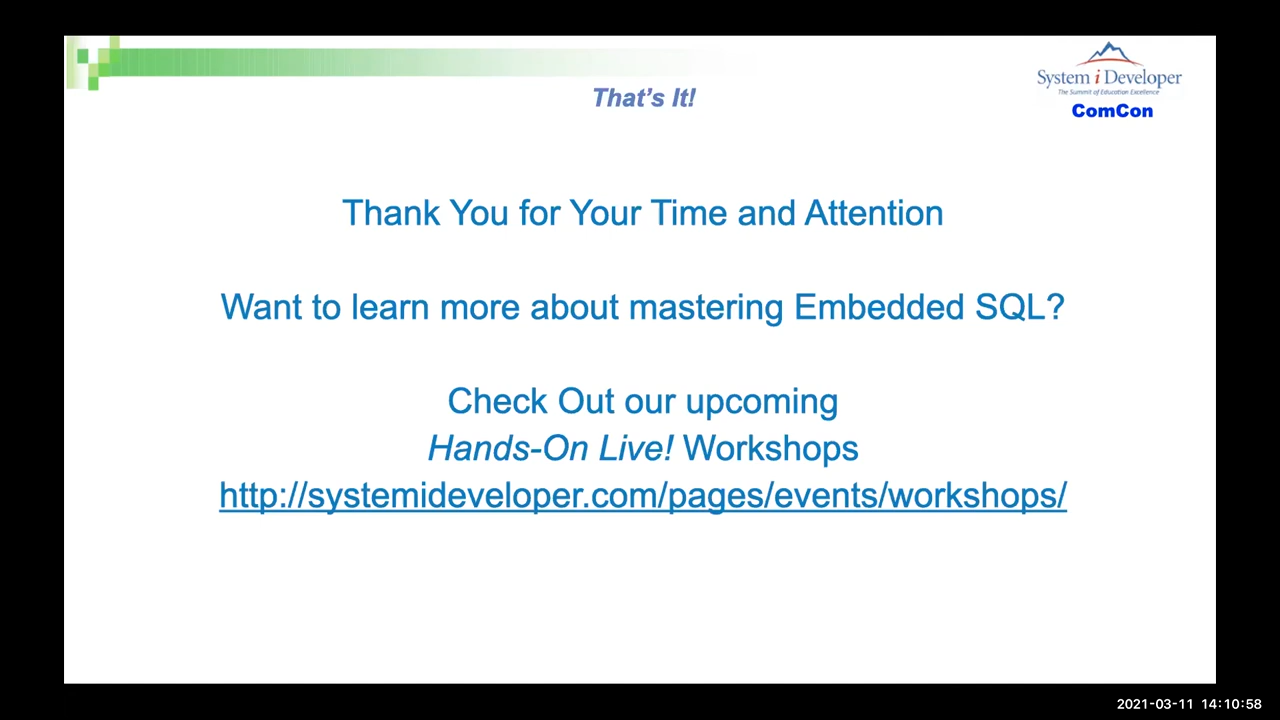 That's It!
System i Developer
The Summit of Education Excellence
ComCon
Thank You for Your Time and Attention
Want to learn more about mastering Embedded SQL?
Check Out our upcoming
Hands-On Live! Workshops
http://systemideveloper.com/pages/events/workshops/
2021-03-11 14:10:58